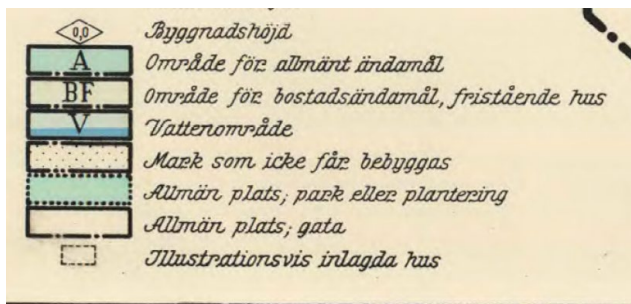 0,0 Byggnadshöjd
A Område för allmänt ändamål
BF Område för bostadsändamål, fristående hus
V Vattenområde
Mark som icke får bebyggas
Allmän plats; park eller plantering
Allmän plats; gata
Illustrationsvis inlagda hus